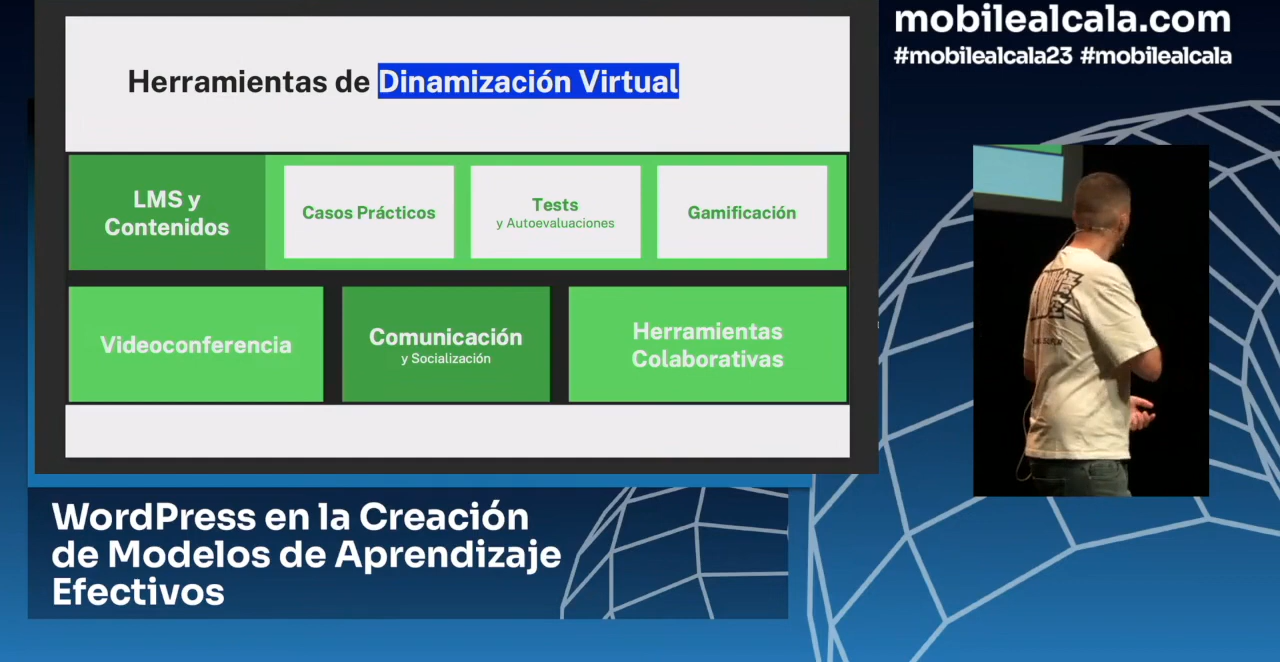 mobilealcala.com
#mobilealcala23 #mobilealcala
Herramientas de Dinamización Virtual
LMS y
Contenidos
Casos Prácticos
Tests
y Autoevaluaciones
Gamificación
Videoconferencia
Comunicación
y Socialización
Herramientas
Colaborativas
WordPress en la Creación
de Modelos de Aprendizaje
Efectivos